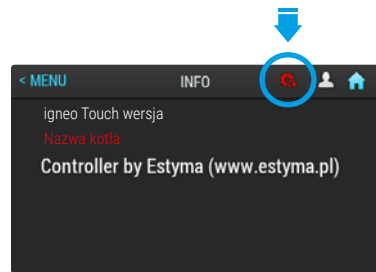 < MENU INFO
igneo Touch wersja
Nazwa kotła
Controller by Estyma (www.estyma.pl)